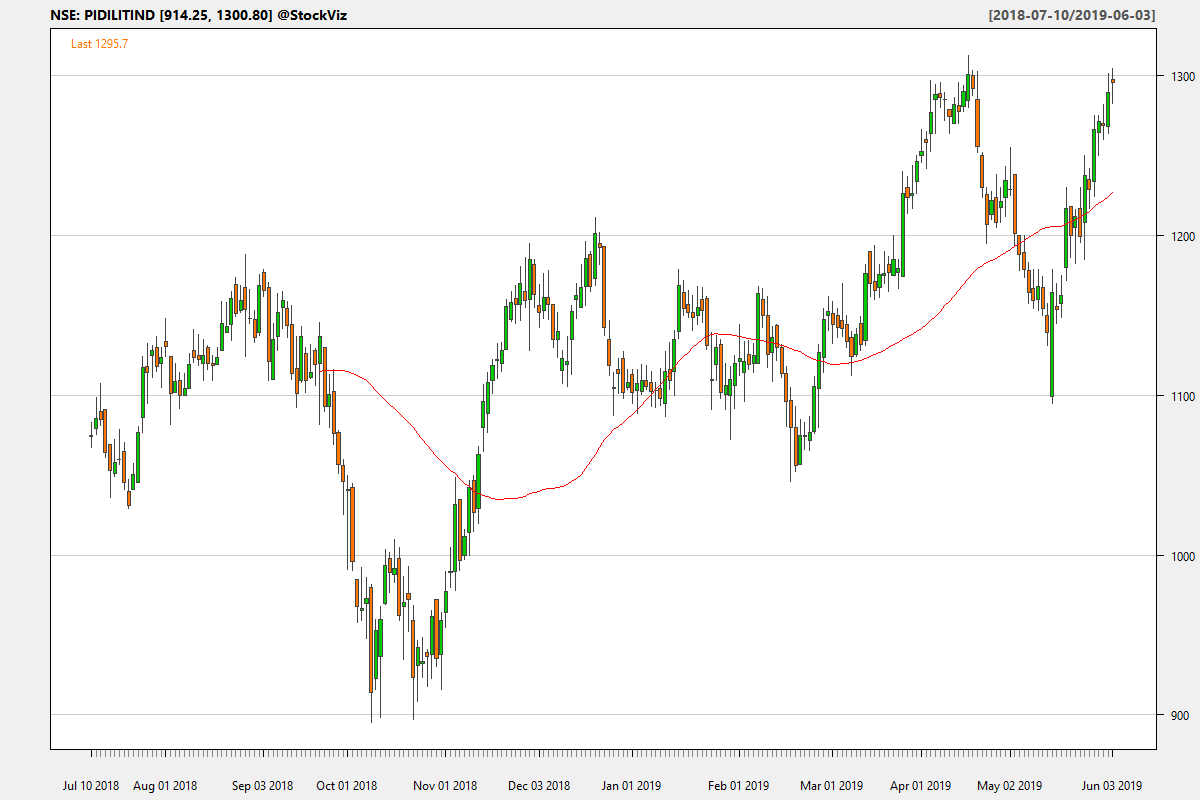 NSE: PIDILITIND [914.25, 1300.80] @StockViz [2018-07-10/2019-06-03]
Last 1295.7
1300
1200
1100
1000
900
Jul 10 2018 Aug 01 2018 Sep 03 2018 Oct 01 2018 Nov 01 2018 Dec 03 2018 Jan 01 2019 Feb 01 2019 Mar 01 2019 Apr 01 2019 May 02 2019 Jun 03 2019